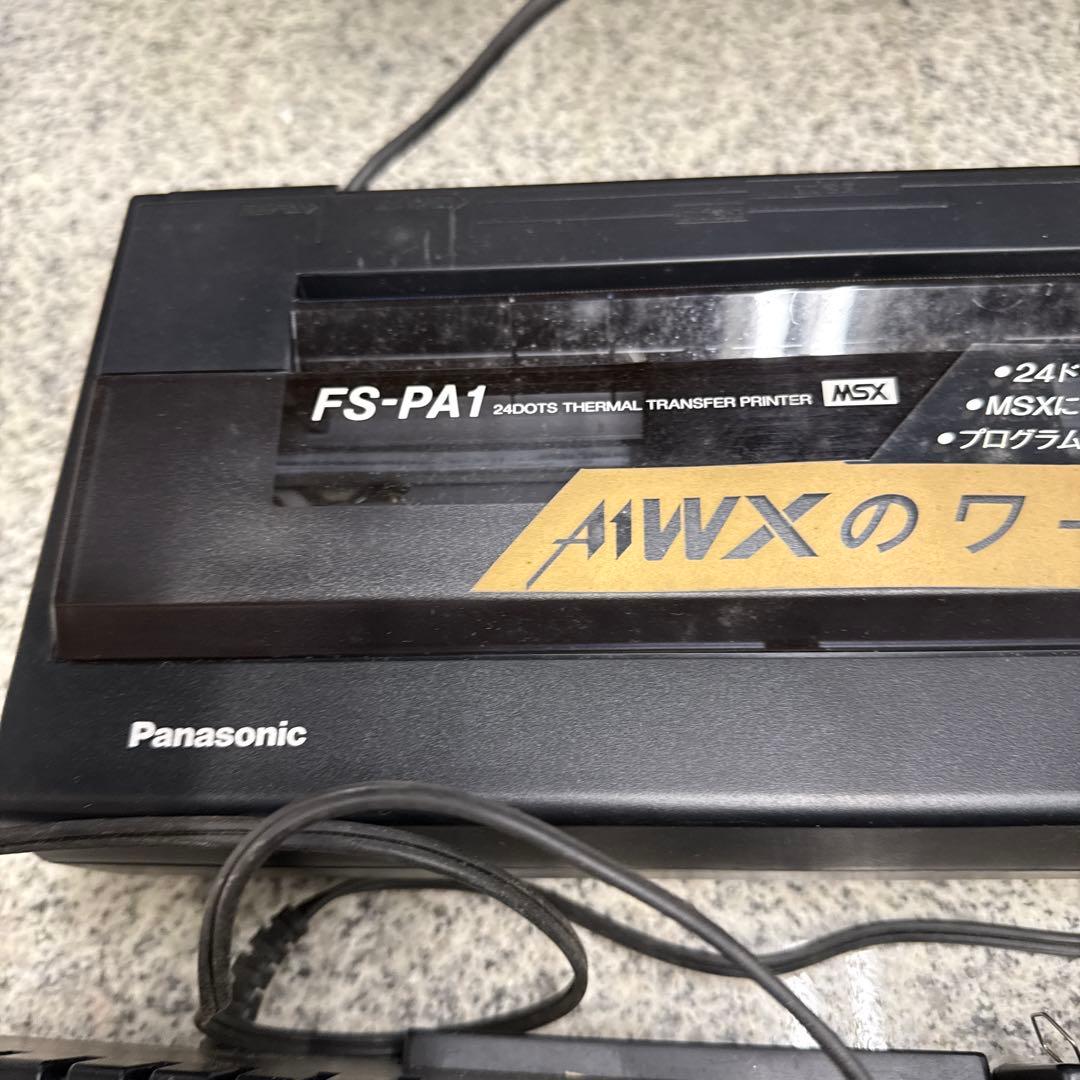 FS-PA1 24DOTS THERMAL TRANSFER PRINTER MSX
•24ド
•MSXに
•プログラム
A1WXのワー
Panasonic